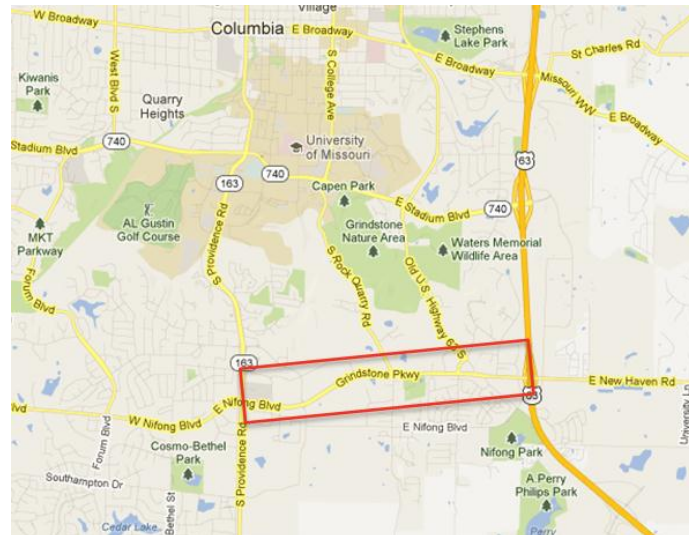 W Broadway
Village
Columbia
E Broadway
Stephens
Lake Park
St Charles Rd
E Broadway
Missouri WW
E Broadway
Kiwanis
Park
West Blvd S
Quarry
Heights
S College Ave
University
of Missouri
Stadium Blvd
740
163
740
63
Capen Park
E Stadium Blvd
740
AL Gustin
Golf Course
MKT
Parkway
Forum Blvd
S Providence Rd
Grindstone
Nature Area
Waters Memorial
Wildlife Area
S Rock Quarry Rd
Old U.S. Highway 63 S
163
Grindstone Pkwy
E New Haven Rd
63
lvd
W Nifong Blvd
E Nifong Blvd
E Nifong Blvd
Forum Blvd
Cosmo-Bethel
Park
S Providence Rd
Nifong Park
Southampton Dr
Bethel St
A Perry
Philips Park
Cedar Lake
Perry